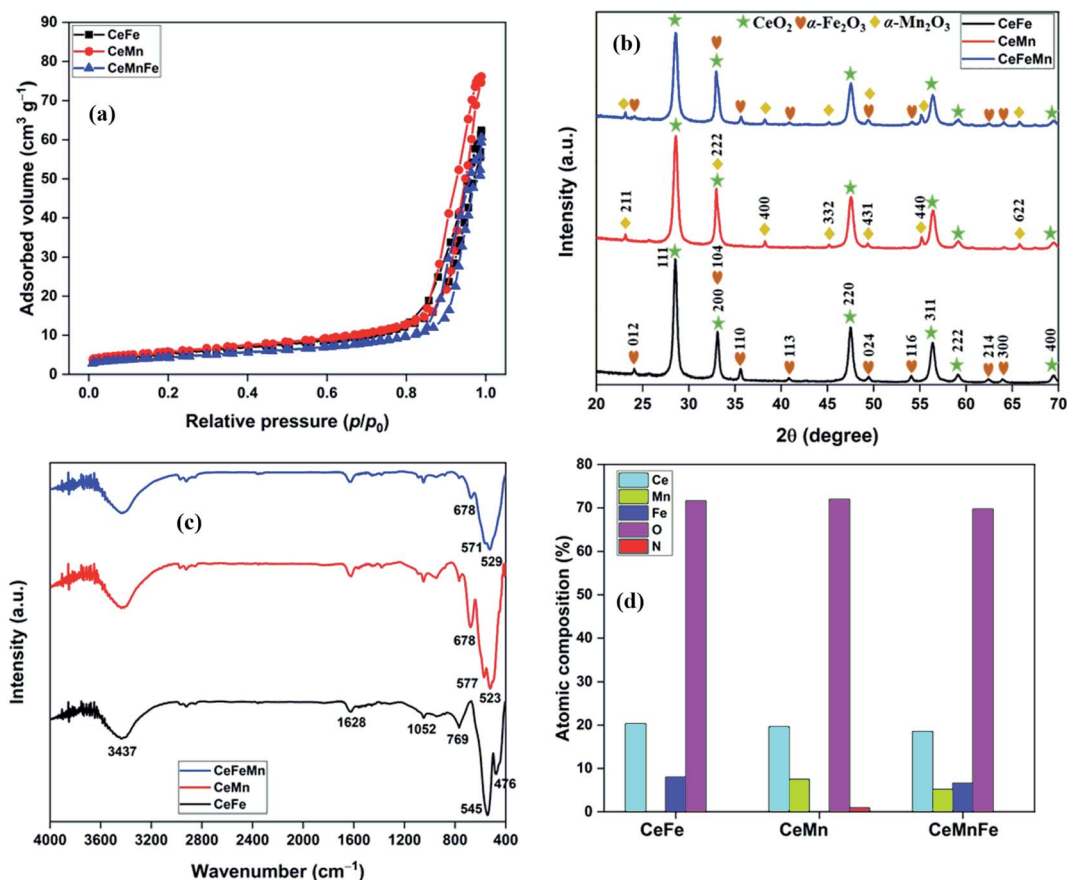 CeFe
CeMn
CeMnFe
(a)
90
80
70
60
50
40
30
20
10
0
Adsorbed volume (cm³ g⁻¹)
0.0 0.2 0.4 0.6 0.8 1.0
Relative pressure (p/p₀)
(b)
CeO₂ α-Fe₂O₃ α-Mn₂O₃
CeFe
CeMn
CeFeMn
222
211 400 332 431 440 622
111 104
012 200 110 113 220 024 116 311 222 214 300 400
Intensity (a.u.)
20 25 30 35 40 45 50 55 60 65 70
2θ (degree)
(c)
678
571
529
678
577
523
3437 1628 1052 769 545 476
CeFeMn
CeMn
CeFe
Intensity (a.u.)
4000 3600 3200 2800 2400 2000 1600 1200 800 400
Wavenumber (cm⁻¹)
Ce
Mn
Fe
O
N
(d)
80
70
60
50
40
30
20
10
0
Atomic composition (%)
CeFe CeMn CeMnFe